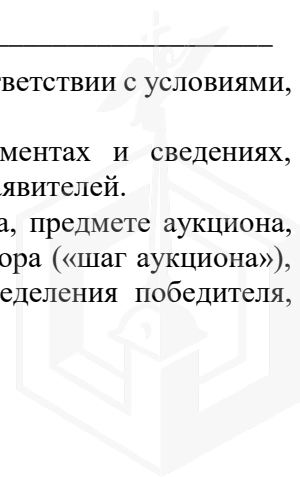 ответствии с условиями,
ментах и сведениях,
явителей.
а, предмете аукциона,
ора («шаг аукциона»),
еделения победителя,